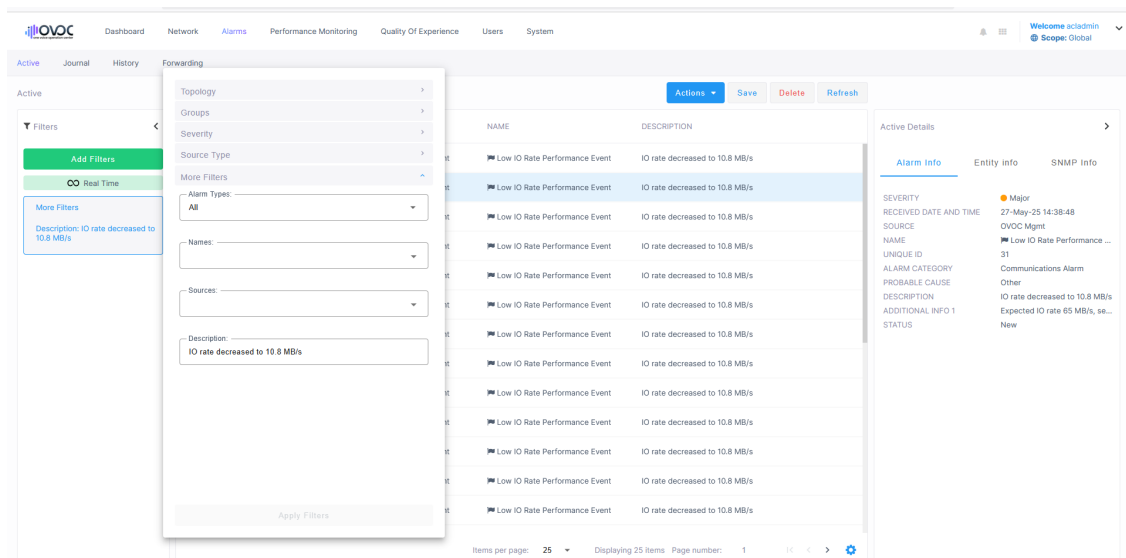 OVOC
Dashboard Network Alarms Performance Monitoring Quality Of Experience Users System
Welcome acladmin
Scope: Global
Active Journal History Forwarding
Active
Actions Save Delete Refresh
Filters
Add Filters
Real Time
More Filters
Description: IO rate decreased to
10.8 MB/s
Topology
Groups
Severity
Source Type
More Filters
Alarm Types:
All
Names:
Sources:
Description:
IO rate decreased to 10.8 MB/s
Apply Filters
NAME DESCRIPTION
nt Low IO Rate Performance Event IO rate decreased to 10.8 MB/s
nt Low IO Rate Performance Event IO rate decreased to 10.8 MB/s
nt Low IO Rate Performance Event IO rate decreased to 10.8 MB/s
nt Low IO Rate Performance Event IO rate decreased to 10.8 MB/s
nt Low IO Rate Performance Event IO rate decreased to 10.8 MB/s
nt Low IO Rate Performance Event IO rate decreased to 10.8 MB/s
nt Low IO Rate Performance Event IO rate decreased to 10.8 MB/s
nt Low IO Rate Performance Event IO rate decreased to 10.8 MB/s
nt Low IO Rate Performance Event IO rate decreased to 10.8 MB/s
nt Low IO Rate Performance Event IO rate decreased to 10.8 MB/s
nt Low IO Rate Performance Event IO rate decreased to 10.8 MB/s
nt Low IO Rate Performance Event IO rate decreased to 10.8 MB/s
nt Low IO Rate Performance Event IO rate decreased to 10.8 MB/s
Items per page: 25 Displaying 25 items Page number: 1
Active Details
Alarm Info Entity info SNMP Info
SEVERITY Major
RECEIVED DATE AND TIME 27-May-25 14:38:48
SOURCE OVOC Mgmt
NAME Low IO Rate Performance ...
UNIQUE ID 31
ALARM CATEGORY Communications Alarm
PROBABLE CAUSE Other
DESCRIPTION IO rate decreased to 10.8 MB/s
ADDITIONAL INFO 1 Expected IO rate 65 MB/s, se...
STATUS New